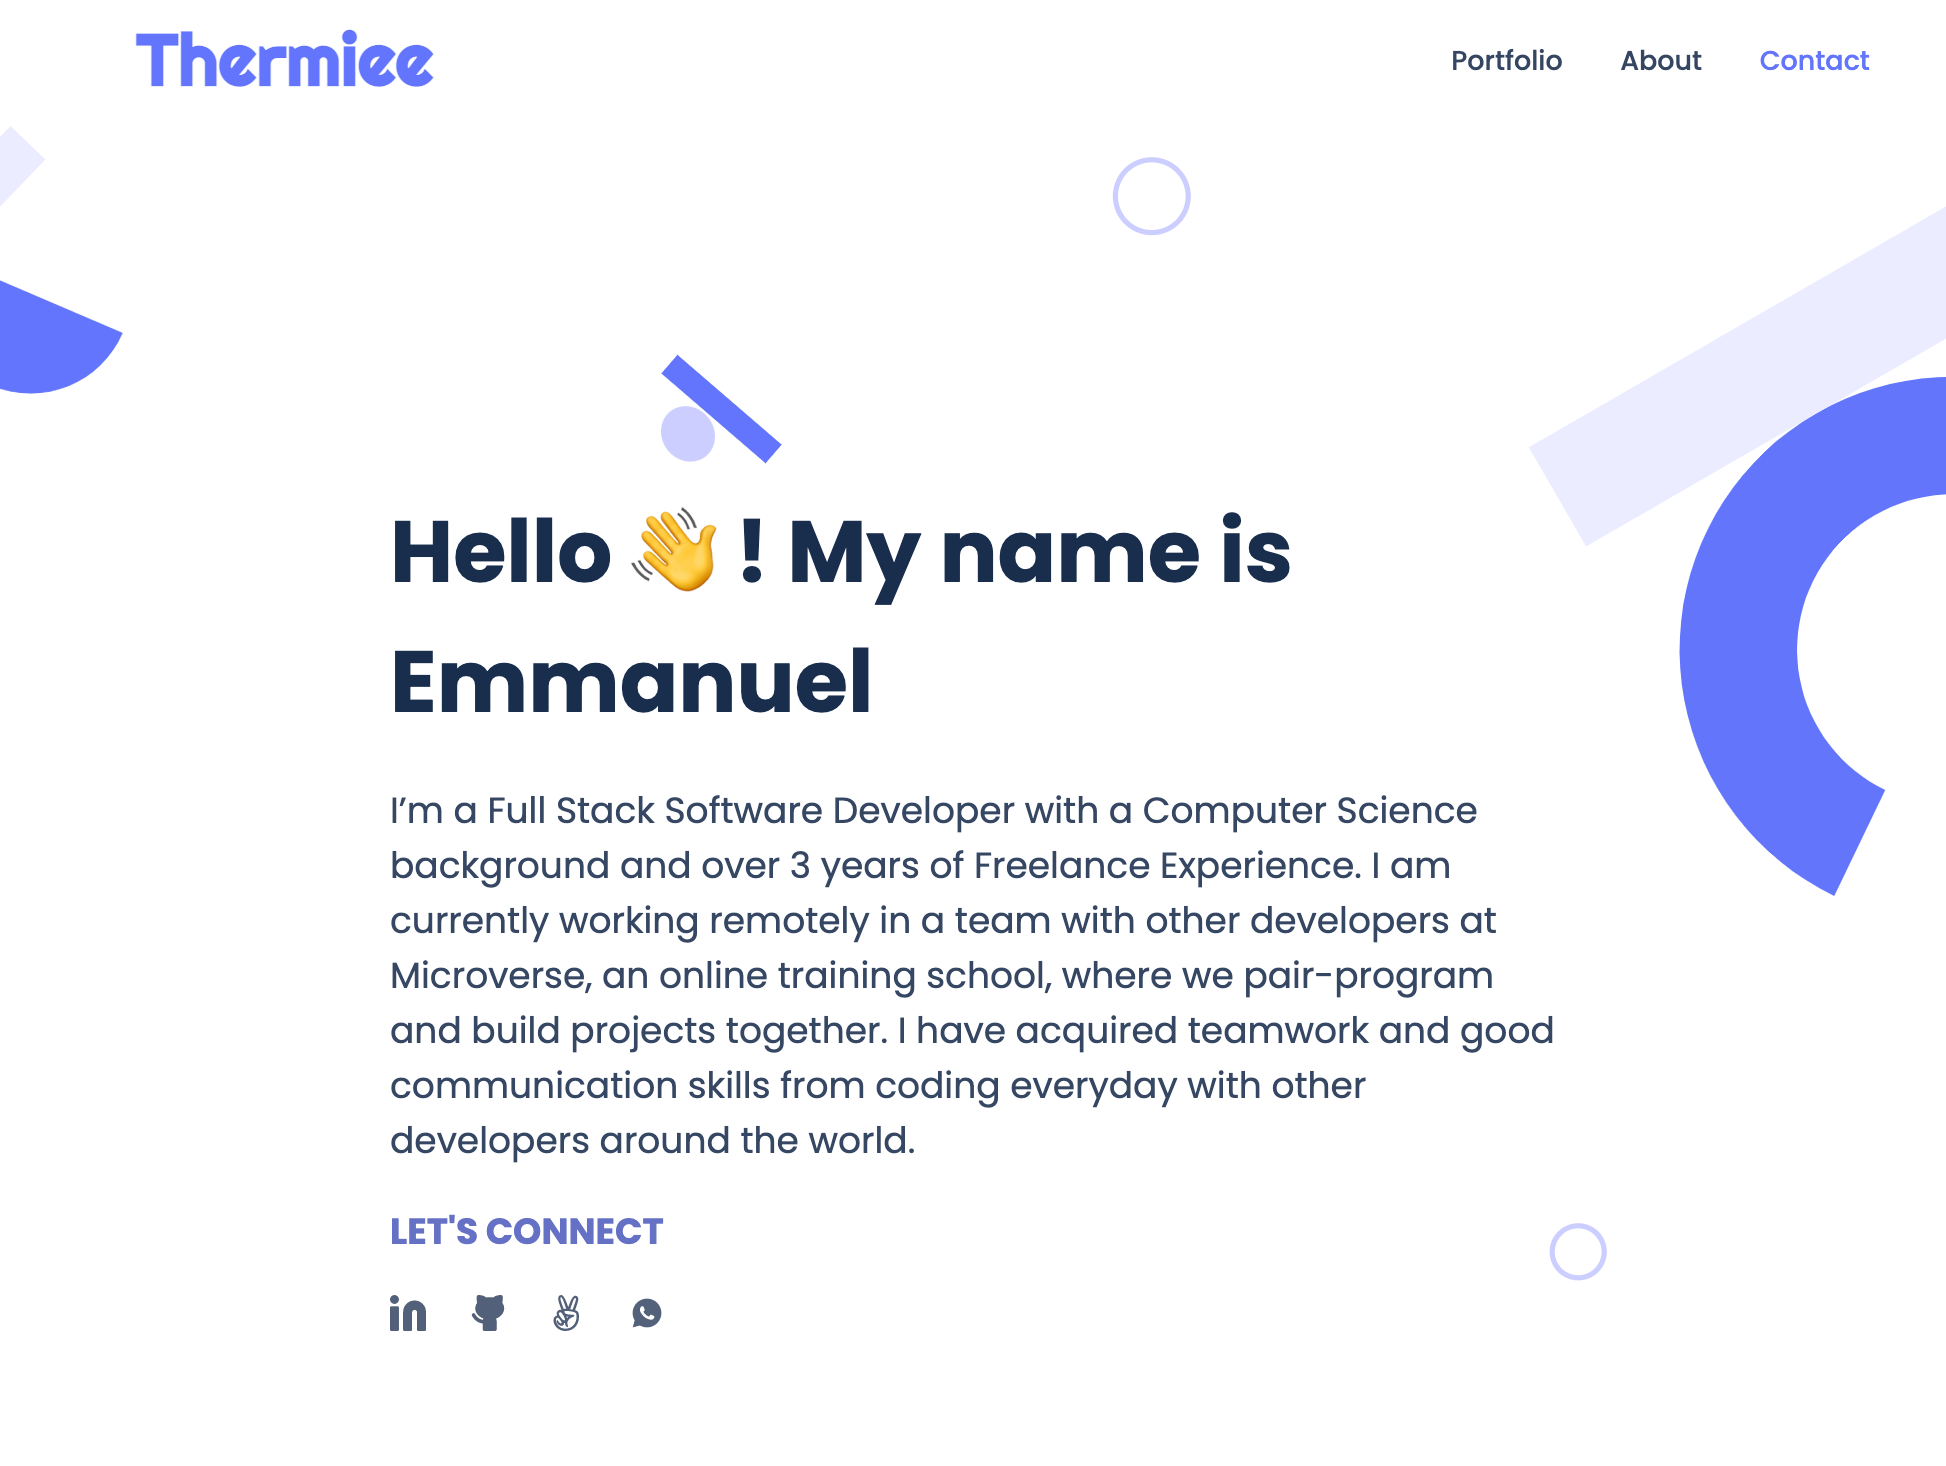 Thermiee
Portfolio
About
Contact
Hello 👋 ! My name is
Emmanuel
I’m a Full Stack Software Developer with a Computer Science
background and over 3 years of Freelance Experience. I am
currently working remotely in a team with other developers at
Microverse, an online training school, where we pair-program
and build projects together. I have acquired teamwork and good
communication skills from coding everyday with other
developers around the world.
LET'S CONNECT
in